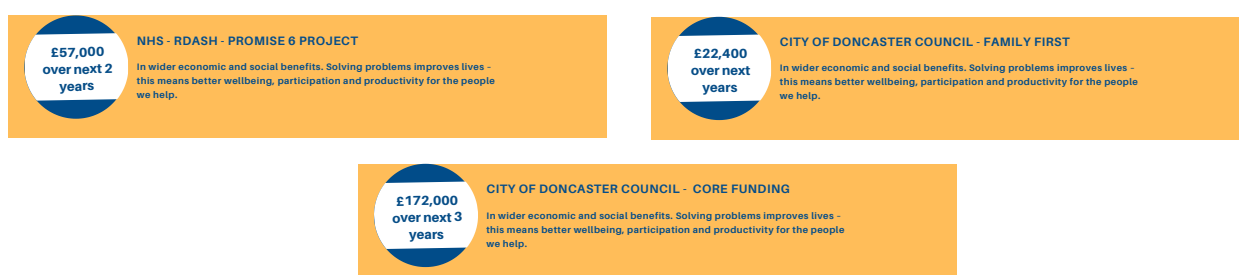 £57,000
over next 2
years
NHS - RDASH - PROMISE 6 PROJECT
In wider economic and social benefits. Solving problems improves lives –
this means better wellbeing, participation and productivity for the people
we help.
£22,400
over next
years
CITY OF DONCASTER COUNCIL - FAMILY FIRST
In wider economic and social benefits. Solving problems improves lives –
this means better wellbeing, participation and productivity for the people
we help.
£172,000
over next 3
years
CITY OF DONCASTER COUNCIL - CORE FUNDING
In wider economic and social benefits. Solving problems improves lives –
this means better wellbeing, participation and productivity for the people
we help.